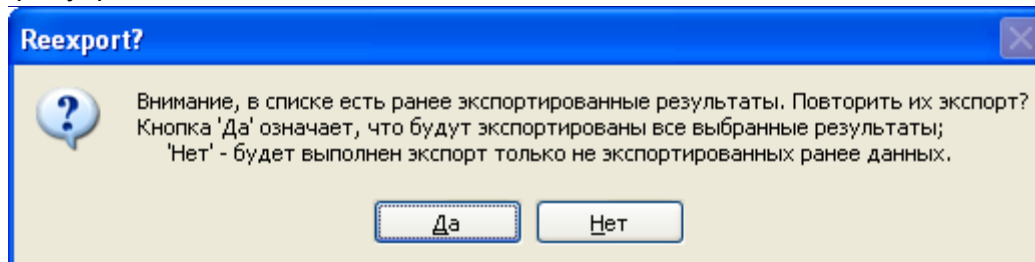 Reexport?
Внимание, в списке есть ранее экспортированные результаты. Повторить их экспорт?
Кнопка 'Да' означает, что будут экспортированы все выбранные результаты;
'Нет' - будет выполнен экспорт только не экспортированных ранее данных.
Да Нет